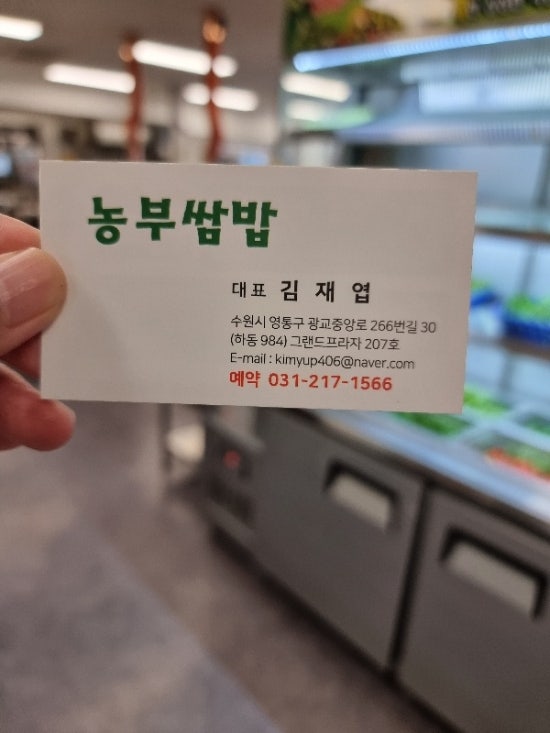 농부쌈밥
대표 김 재 엽
수원시 영통구 광교중앙로 266번길 30
(하동 984) 그랜드프라자 207호
E-mail : kimyup406@naver.com
예약 031-217-1566